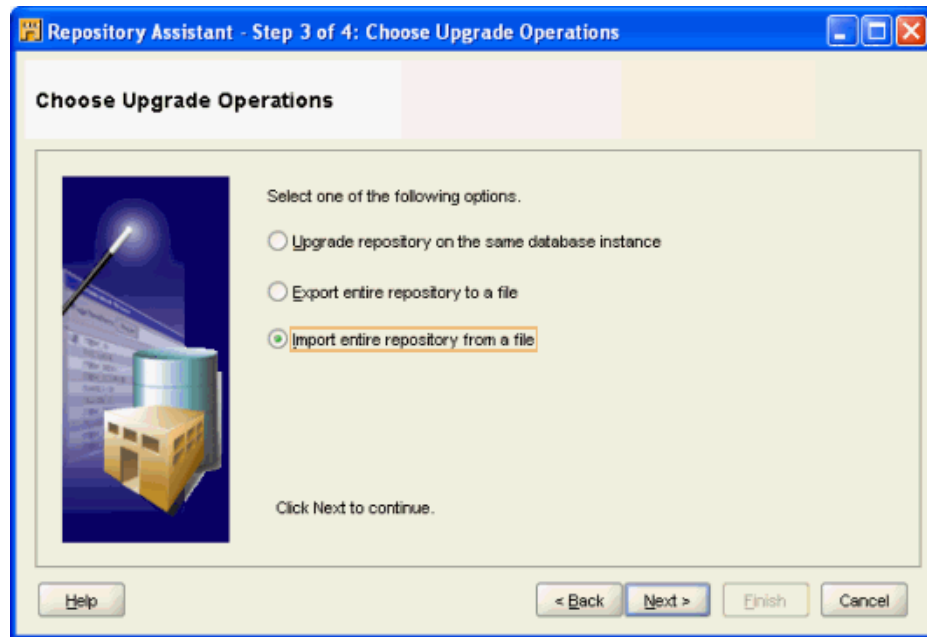 Repository Assistant - Step 3 of 4: Choose Upgrade Operations
Choose Upgrade Operations
Select one of the following options.
Upgrade repository on the same database instance
Export entire repository to a file
Import entire repository from a file
Click Next to continue.
Help
< Back
Next >
Finish
Cancel